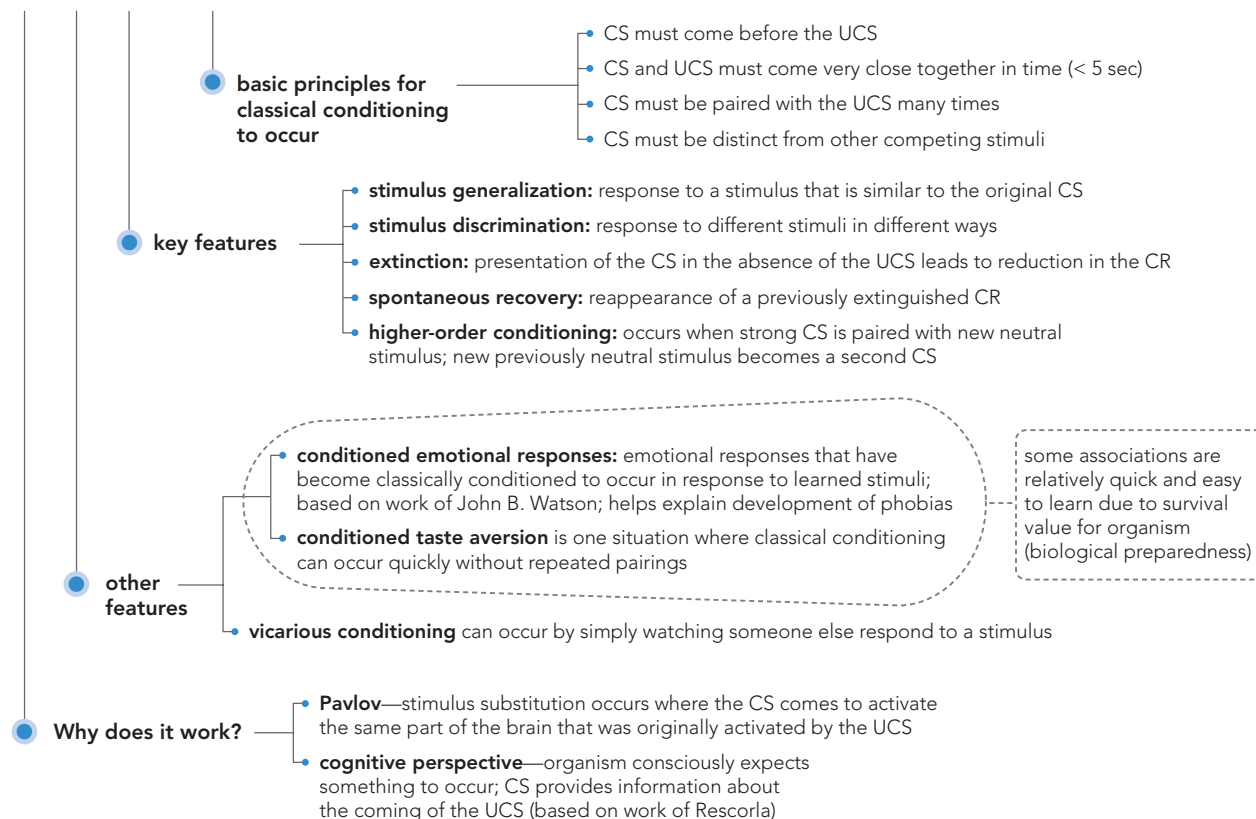 basic principles for
classical conditioning
to occur
CS must come before the UCS
CS and UCS must come very close together in time (< 5 sec)
CS must be paired with the UCS many times
CS must be distinct from other competing stimuli
key features
stimulus generalization: response to a stimulus that is similar to the original CS
stimulus discrimination: response to different stimuli in different ways
extinction: presentation of the CS in the absence of the UCS leads to reduction in the CR
spontaneous recovery: reappearance of a previously extinguished CR
higher-order conditioning: occurs when strong CS is paired with new neutral
stimulus; new previously neutral stimulus becomes a second CS
other
features
conditioned emotional responses: emotional responses that have
become classically conditioned to occur in response to learned stimuli;
based on work of John B. Watson; helps explain development of phobias
conditioned taste aversion is one situation where classical conditioning
can occur quickly without repeated pairings
some associations are
relatively quick and easy
to learn due to survival
value for organism
(biological preparedness)
vicarious conditioning can occur by simply watching someone else respond to a stimulus
Why does it work?
Pavlov—stimulus substitution occurs where the CS comes to activate
the same part of the brain that was originally activated by the UCS
cognitive perspective—organism consciously expects
something to occur; CS provides information about
the coming of the UCS (based on work of Rescorla)